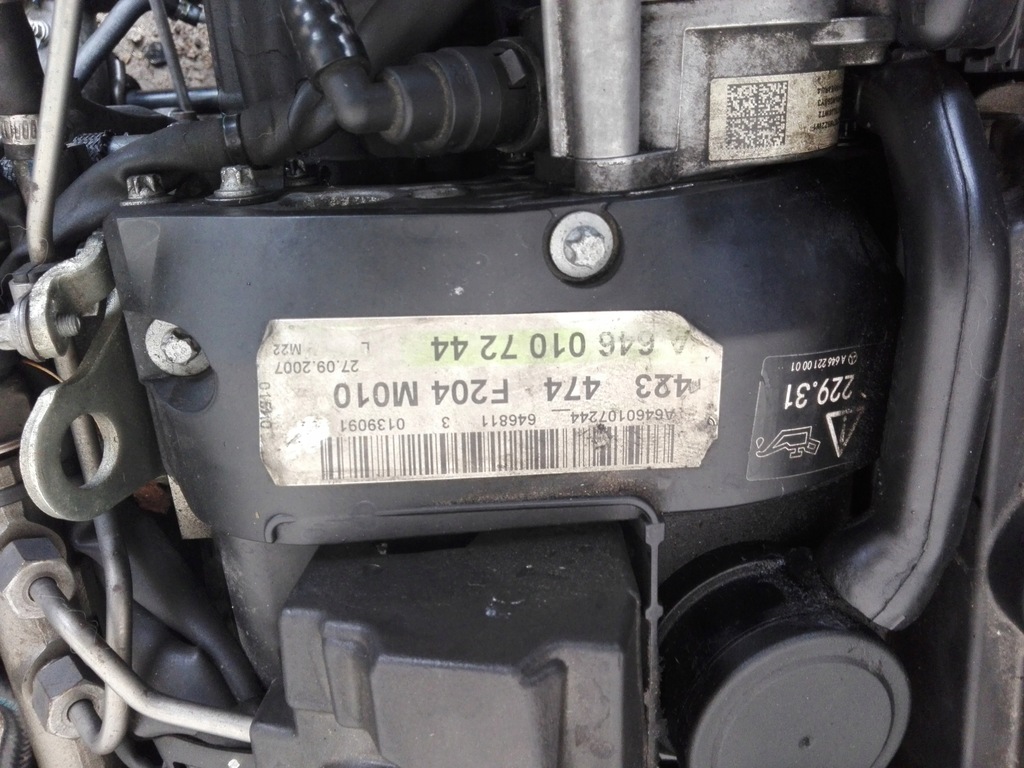 A64601107244 646811 3 0139091
423 474 F204 M010
A 646 010 72 44
27.09.2007
L M22
229.31
A 646 221 00 01